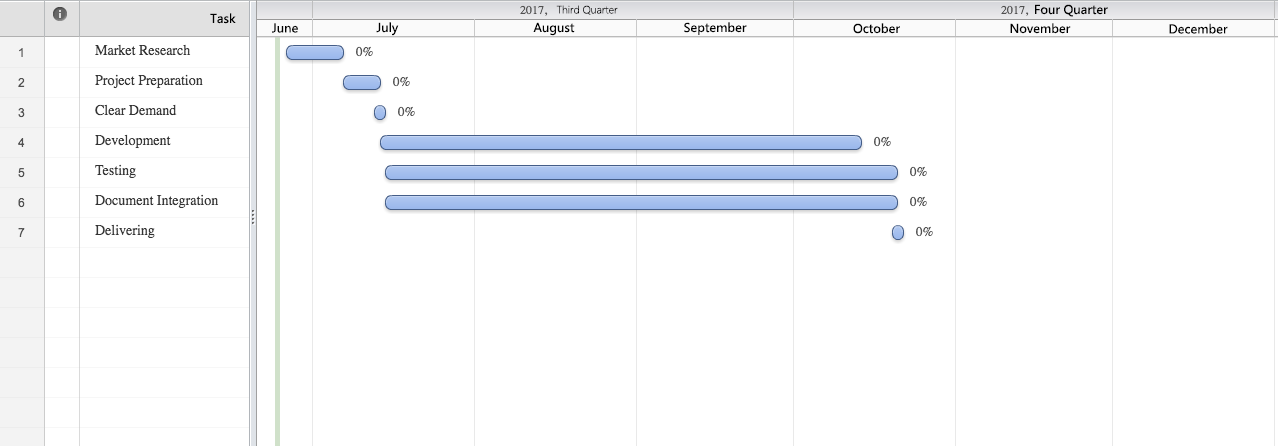 2017, Third Quarter
2017, Four Quarter
Task
June
July
August
September
October
November
December
1 Market Research 0%
2 Project Preparation 0%
3 Clear Demand 0%
4 Development 0%
5 Testing 0%
6 Document Integration 0%
7 Delivering 0%